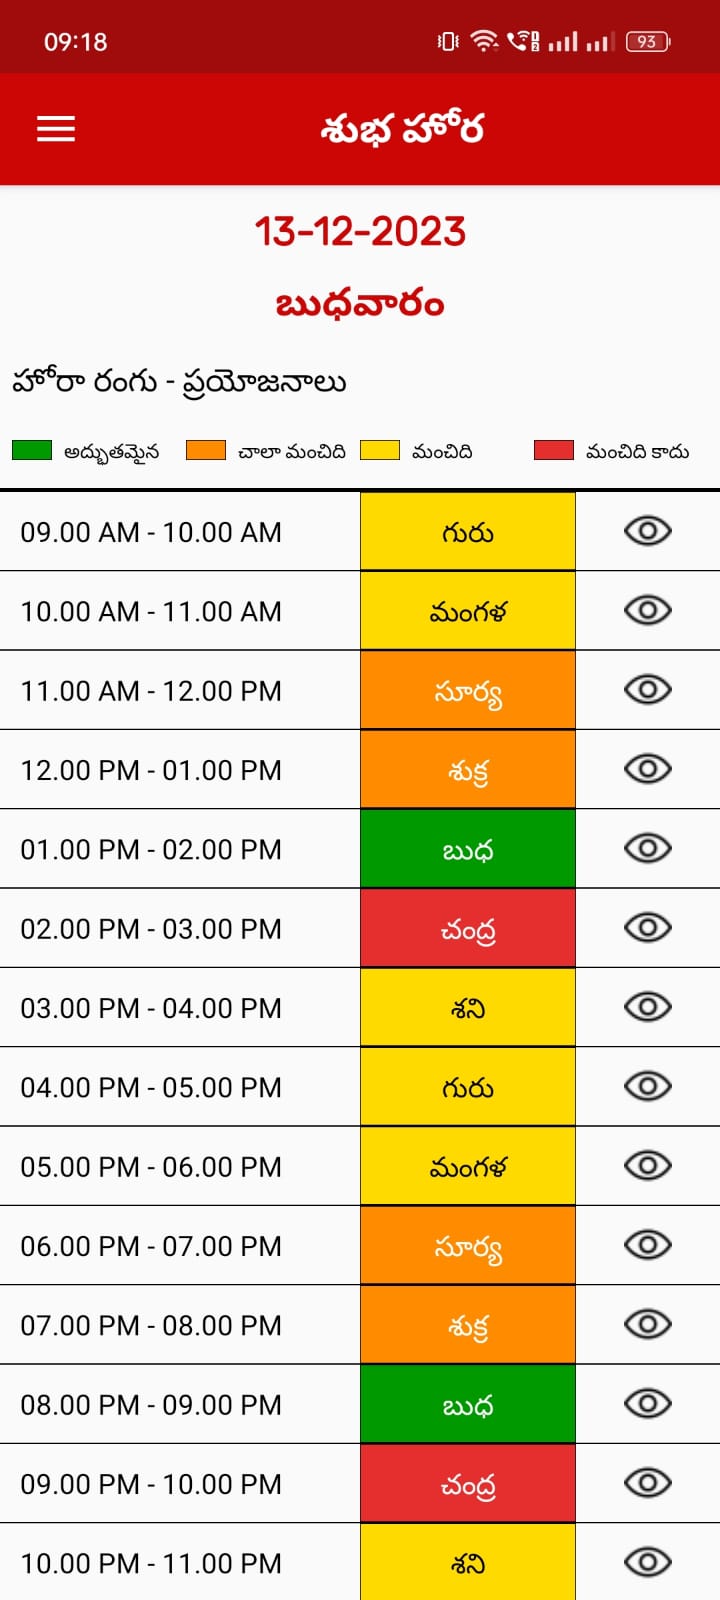 09:18
93
శుభ హోర
13-12-2023
బుధవారం
హోరా రంగు - ప్రయోజనాలు
అద్భుతమైన చాలా మంచిది మంచిది మంచిది కాదు
09.00 AM - 10.00 AM గురు
10.00 AM - 11.00 AM మంగళ
11.00 AM - 12.00 PM సూర్య
12.00 PM - 01.00 PM శుక్ర
01.00 PM - 02.00 PM బుధ
02.00 PM - 03.00 PM చంద్ర
03.00 PM - 04.00 PM శని
04.00 PM - 05.00 PM గురు
05.00 PM - 06.00 PM మంగళ
06.00 PM - 07.00 PM సూర్య
07.00 PM - 08.00 PM శుక్ర
08.00 PM - 09.00 PM బుధ
09.00 PM - 10.00 PM చంద్ర
10.00 PM - 11.00 PM శని